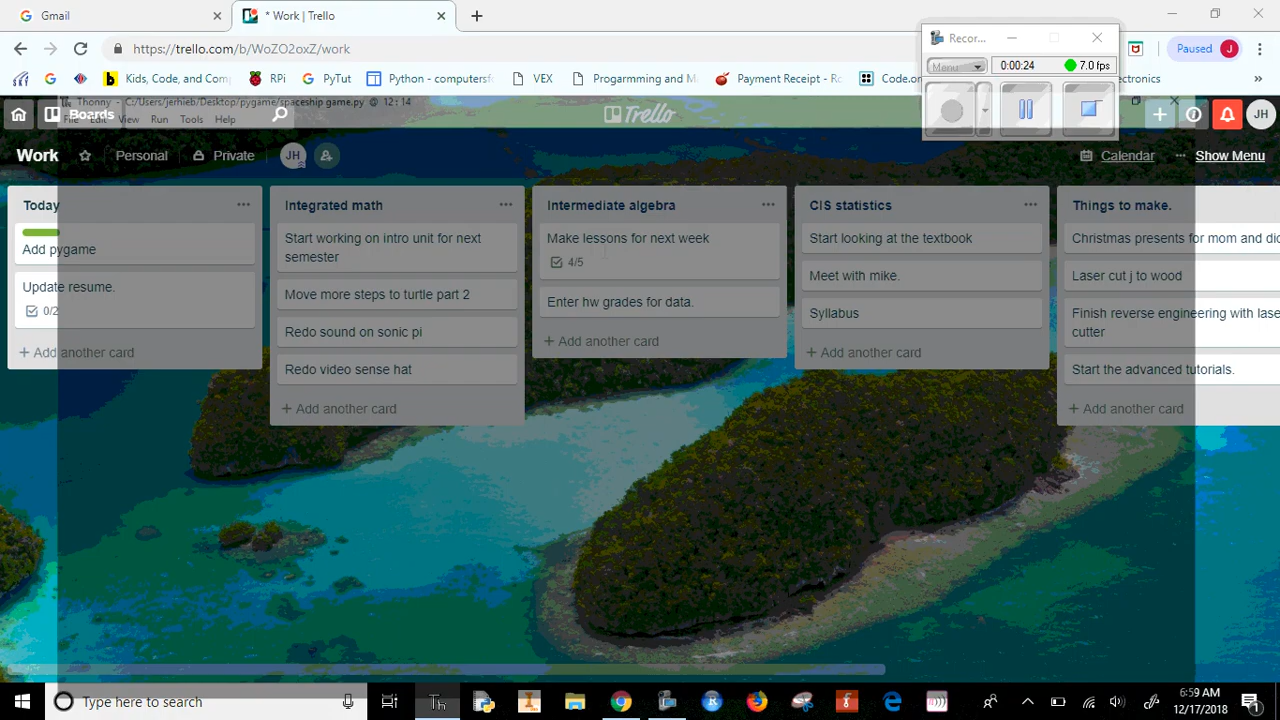 Gmail
* Work | Trello
https://trello.com/b/WoZO2oxZ/work
Paused
J
Kids, Code, and Com
PyTut
Python - computers
VEX
Progarmming and M
Payment Receipt - R
Code.or
ectronics
Recor...
Menu
0:00:24
7.0 fps
Thonny - C:/Users/jerhieb/Desktop/pygame/spaceship game.py @ 12:14
File Edit View Run Tools Help
Boards
Trello
JH
Work
Personal
Private
JH
Calendar
··· Show Menu
Today
Add pygame
Update resume.
0/2
+ Add another card
Integrated math
Start working on intro unit for next
semester
Move more steps to turtle part 2
Redo sound on sonic pi
Redo video sense hat
+ Add another card
Intermediate algebra
Make lessons for next week
4/5
Enter hw grades for data.
+ Add another card
CIS statistics
Start looking at the textbook
Meet with mike.
Syllabus
+ Add another card
Things to make.
Christmas presents for mom and dic
Laser cut j to wood
Finish reverse engineering with lase
cutter
Start the advanced tutorials.
+ Add another card
Type here to search
Th
R
6:59 AM
12/17/2018